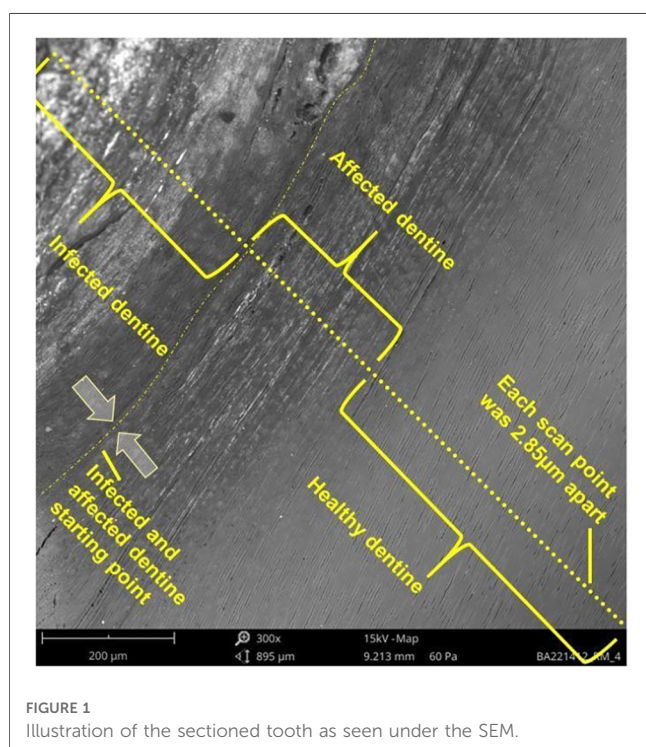 Affected dentine
Infected dentine
Each scan point
was 2.85µm apart
Infected and
affected dentine
starting point
Healthy dentine
200 µm
300x
895 µm
15kV -Map
9.213 mm
60 Pa
BA221412_RM_4
FIGURE 1
Illustration of the sectioned tooth as seen under the SEM.